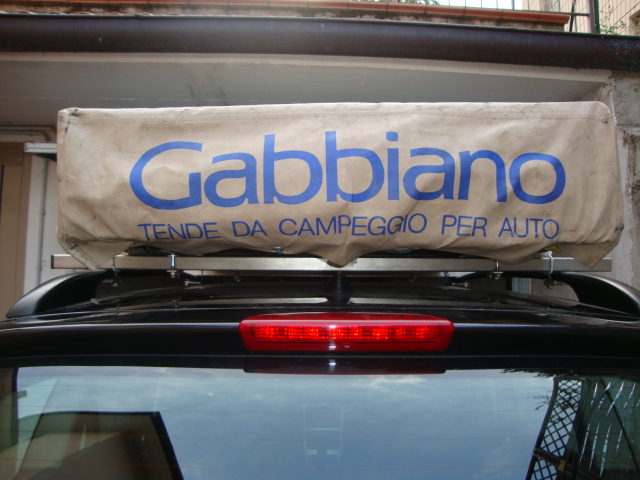 Gabbiano
TENDE DA CAMPEGGIO PER AUTO